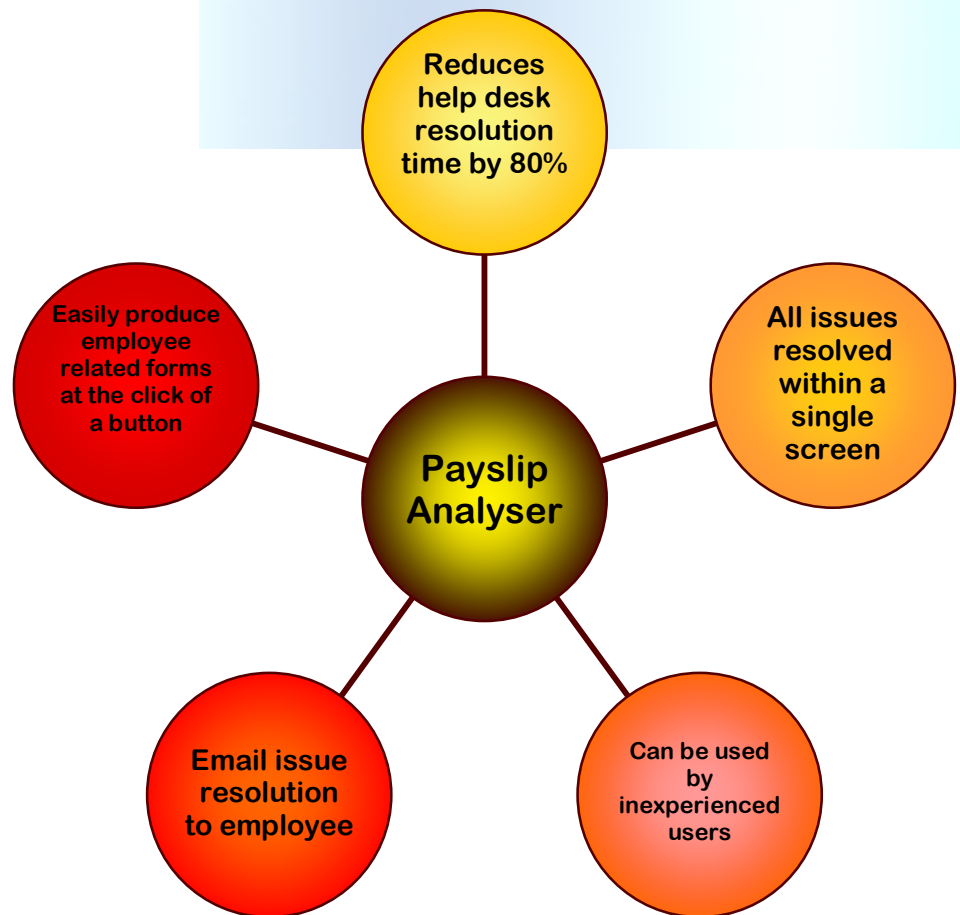 Reduces
help desk
resolution
time by 80%
Easily produce
employee
related forms
at the click of
a button
All issues
resolved
within a
single
screen
Payslip
Analyser
Email issue
resolution
to employee
Can be used
by
inexperienced
users